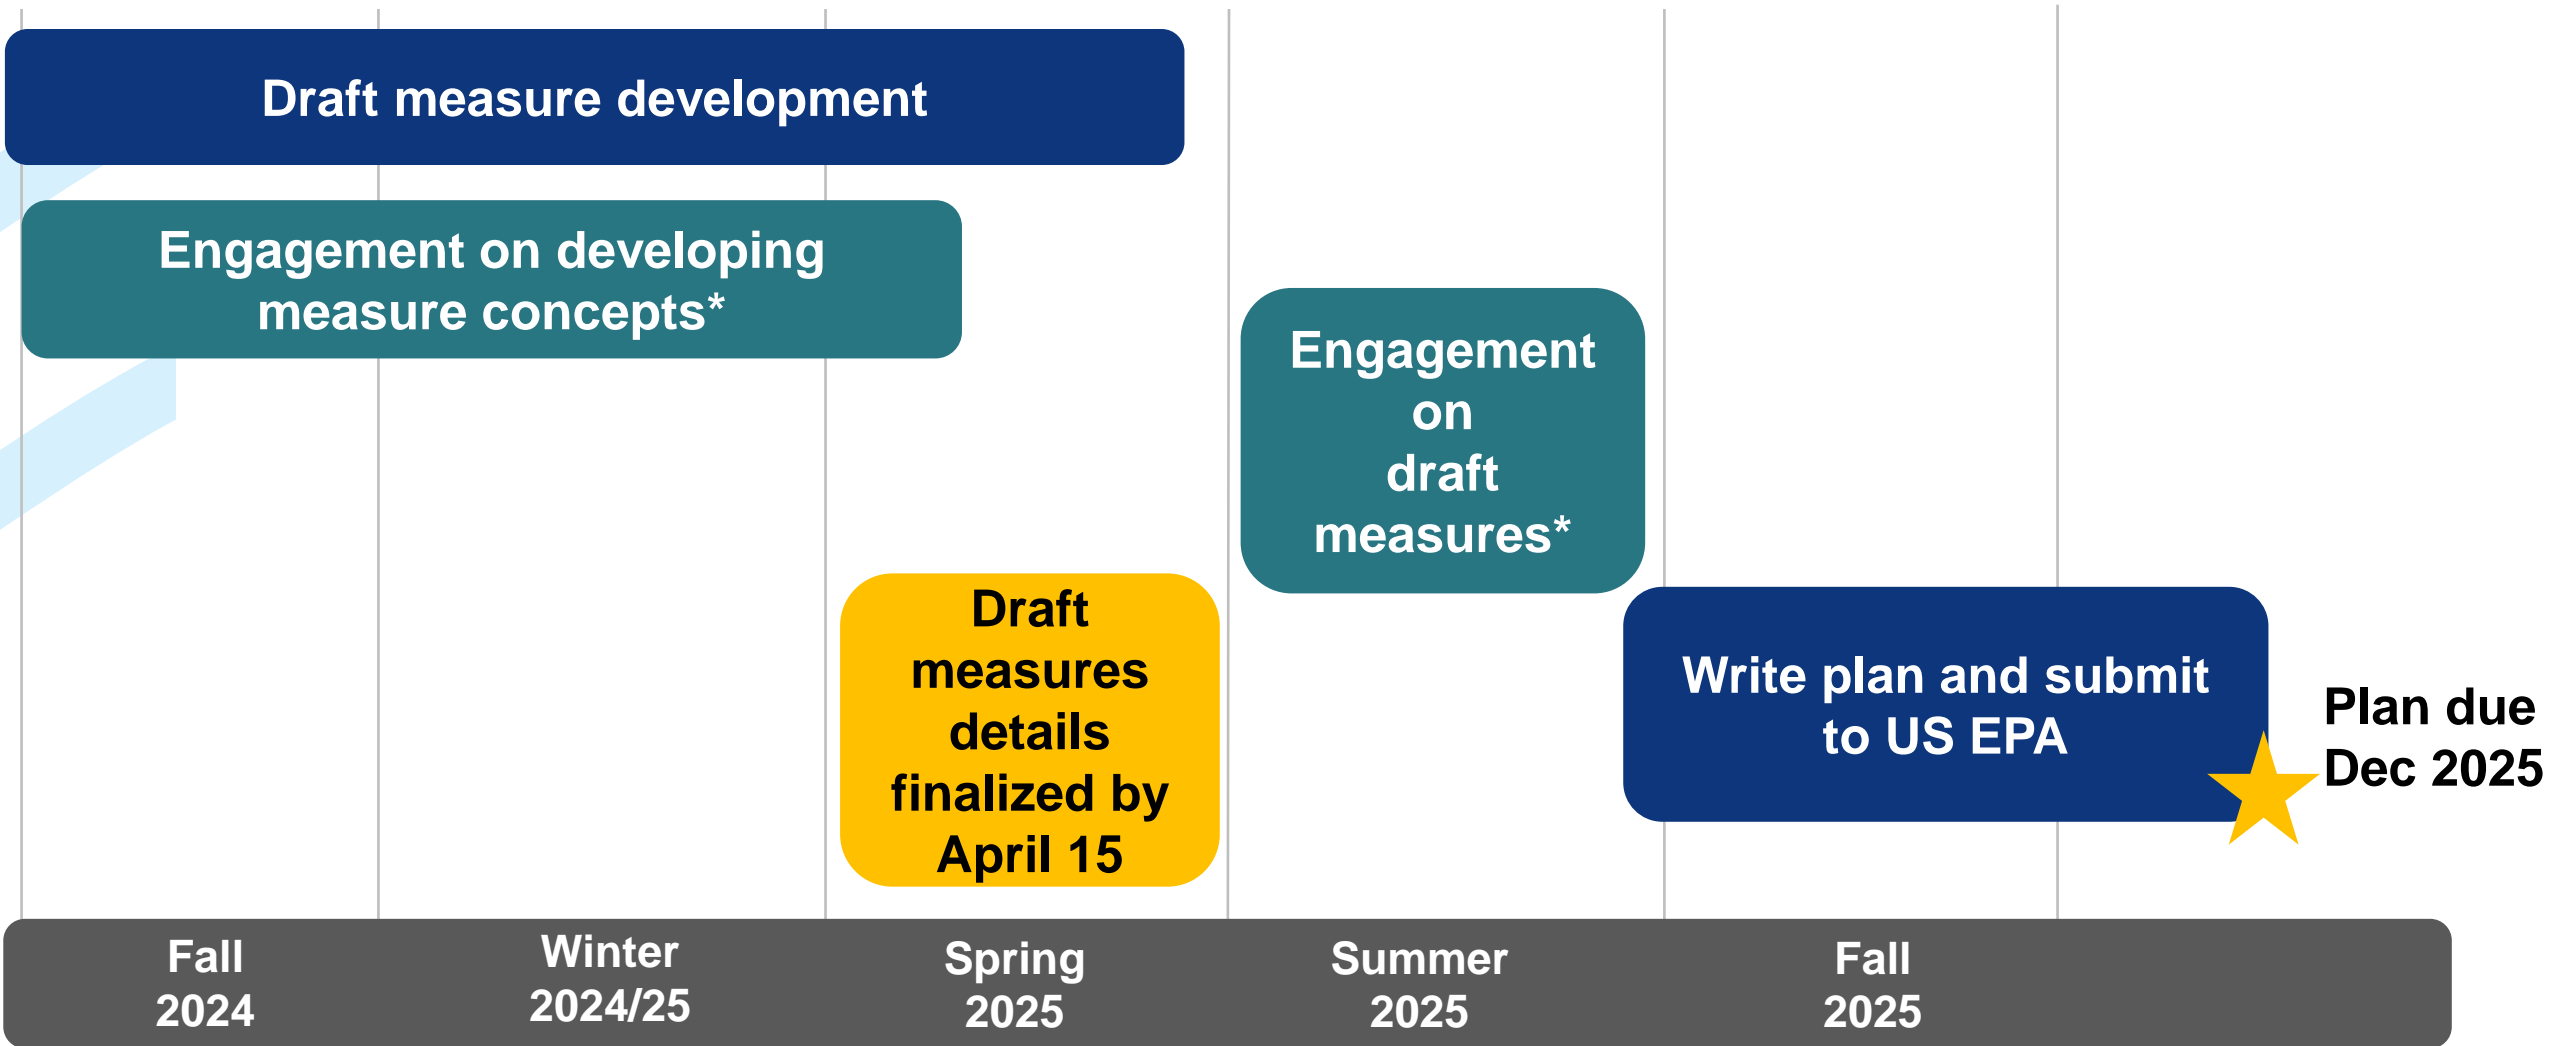 Draft measure development
Engagement on developing
measure concepts*
Engagement
on
draft
measures*
Draft
measures
details
finalized by
April 15
Write plan and submit
to US EPA
Plan due
Dec 2025
Fall
2024
Winter
2024/25
Spring
2025
Summer
2025
Fall
2025